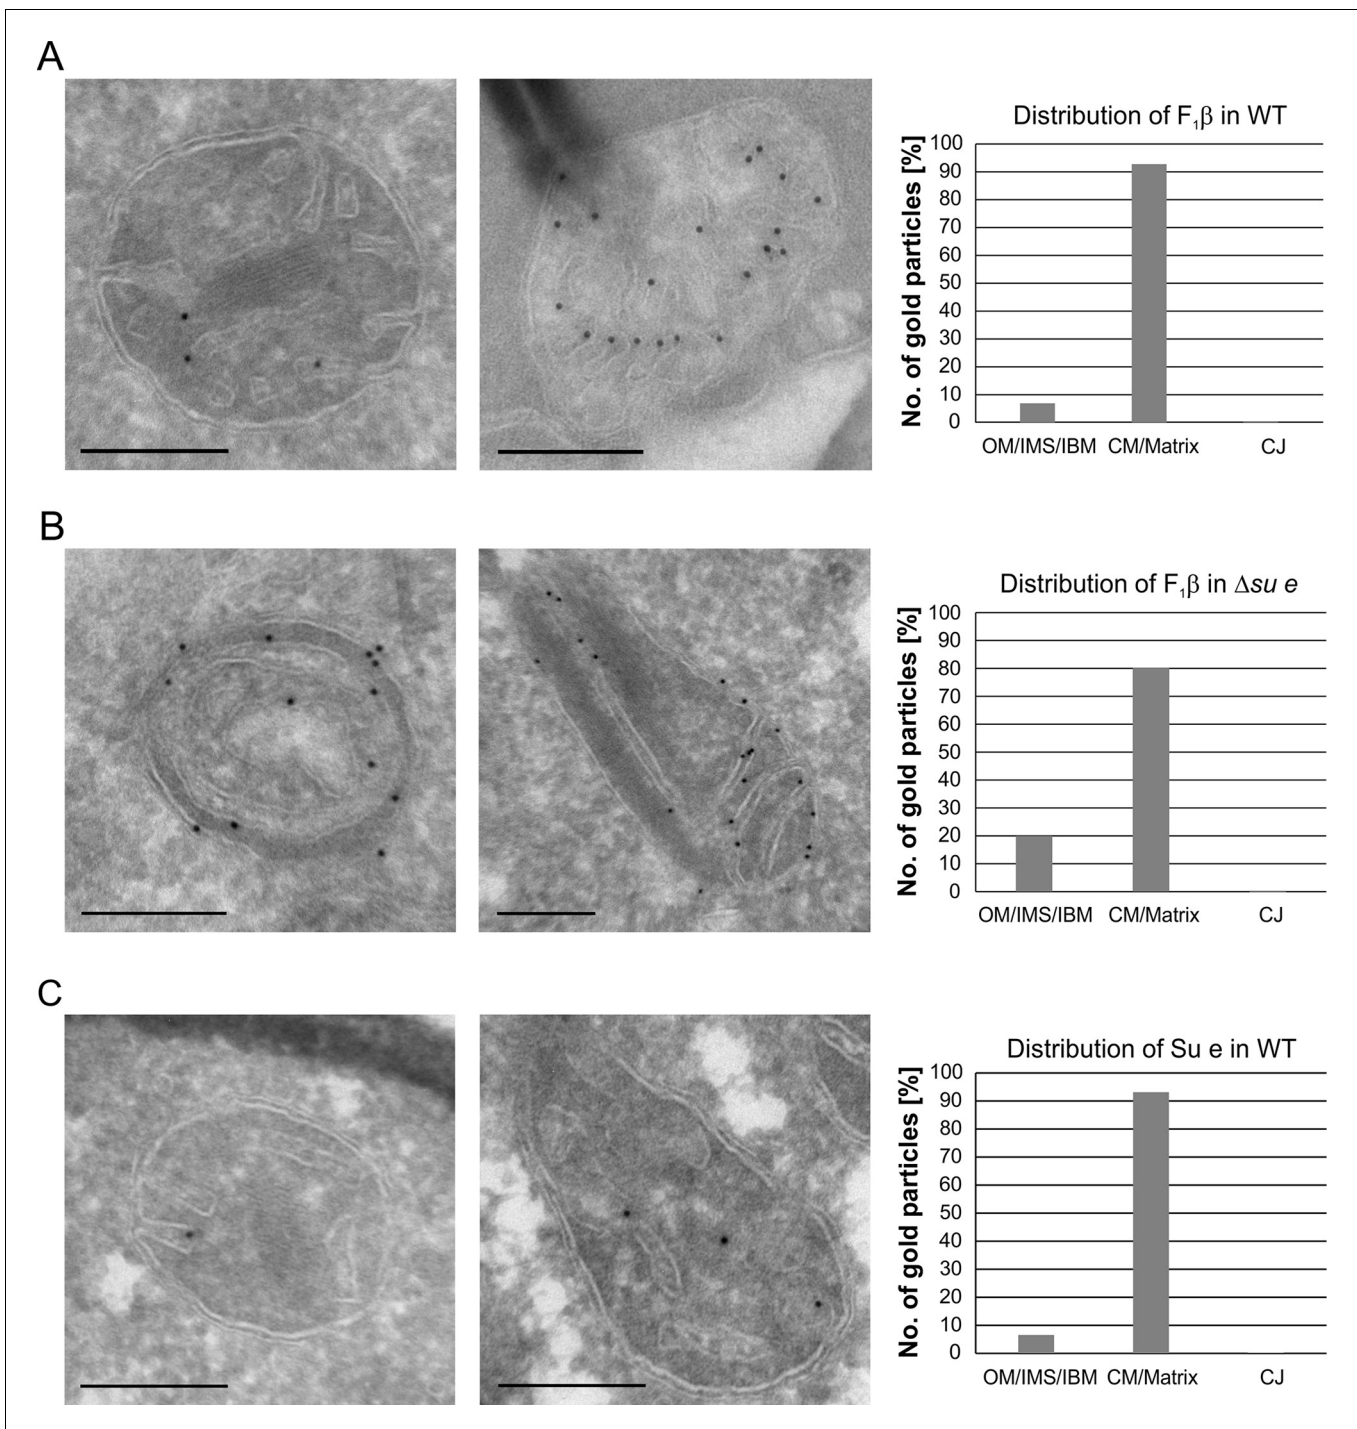 A
Distribution of F₁β in WT
No. of gold particles [%]
100
90
80
70
60
50
40
30
20
10
0
OM/IMS/IBM CM/Matrix CJ
B
Distribution of F₁β in Δsu e
No. of gold particles [%]
100
90
80
70
60
50
40
30
20
10
0
OM/IMS/IBM CM/Matrix CJ
C
Distribution of Su e in WT
No. of gold particles [%]
100
90
80
70
60
50
40
30
20
10
0
OM/IMS/IBM CM/Matrix CJ